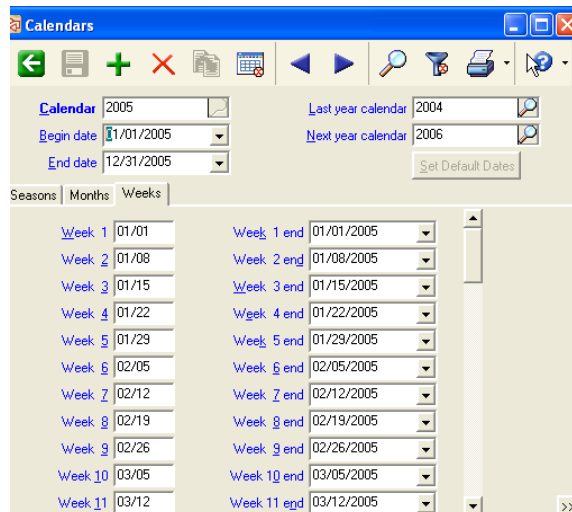 Calendars
Calendar 2005 Last year calendar 2004
Begin date 01/01/2005 Next year calendar 2006
End date 12/31/2005 Set Default Dates
Seasons Months Weeks
Week 1 01/01 Week 1 end 01/01/2005
Week 2 01/08 Week 2 end 01/08/2005
Week 3 01/15 Week 3 end 01/15/2005
Week 4 01/22 Week 4 end 01/22/2005
Week 5 01/29 Week 5 end 01/29/2005
Week 6 02/05 Week 6 end 02/05/2005
Week 7 02/12 Week 7 end 02/12/2005
Week 8 02/19 Week 8 end 02/19/2005
Week 9 02/26 Week 9 end 02/26/2005
Week 10 03/05 Week 10 end 03/05/2005
Week 11 03/12 Week 11 end 03/12/2005
>>